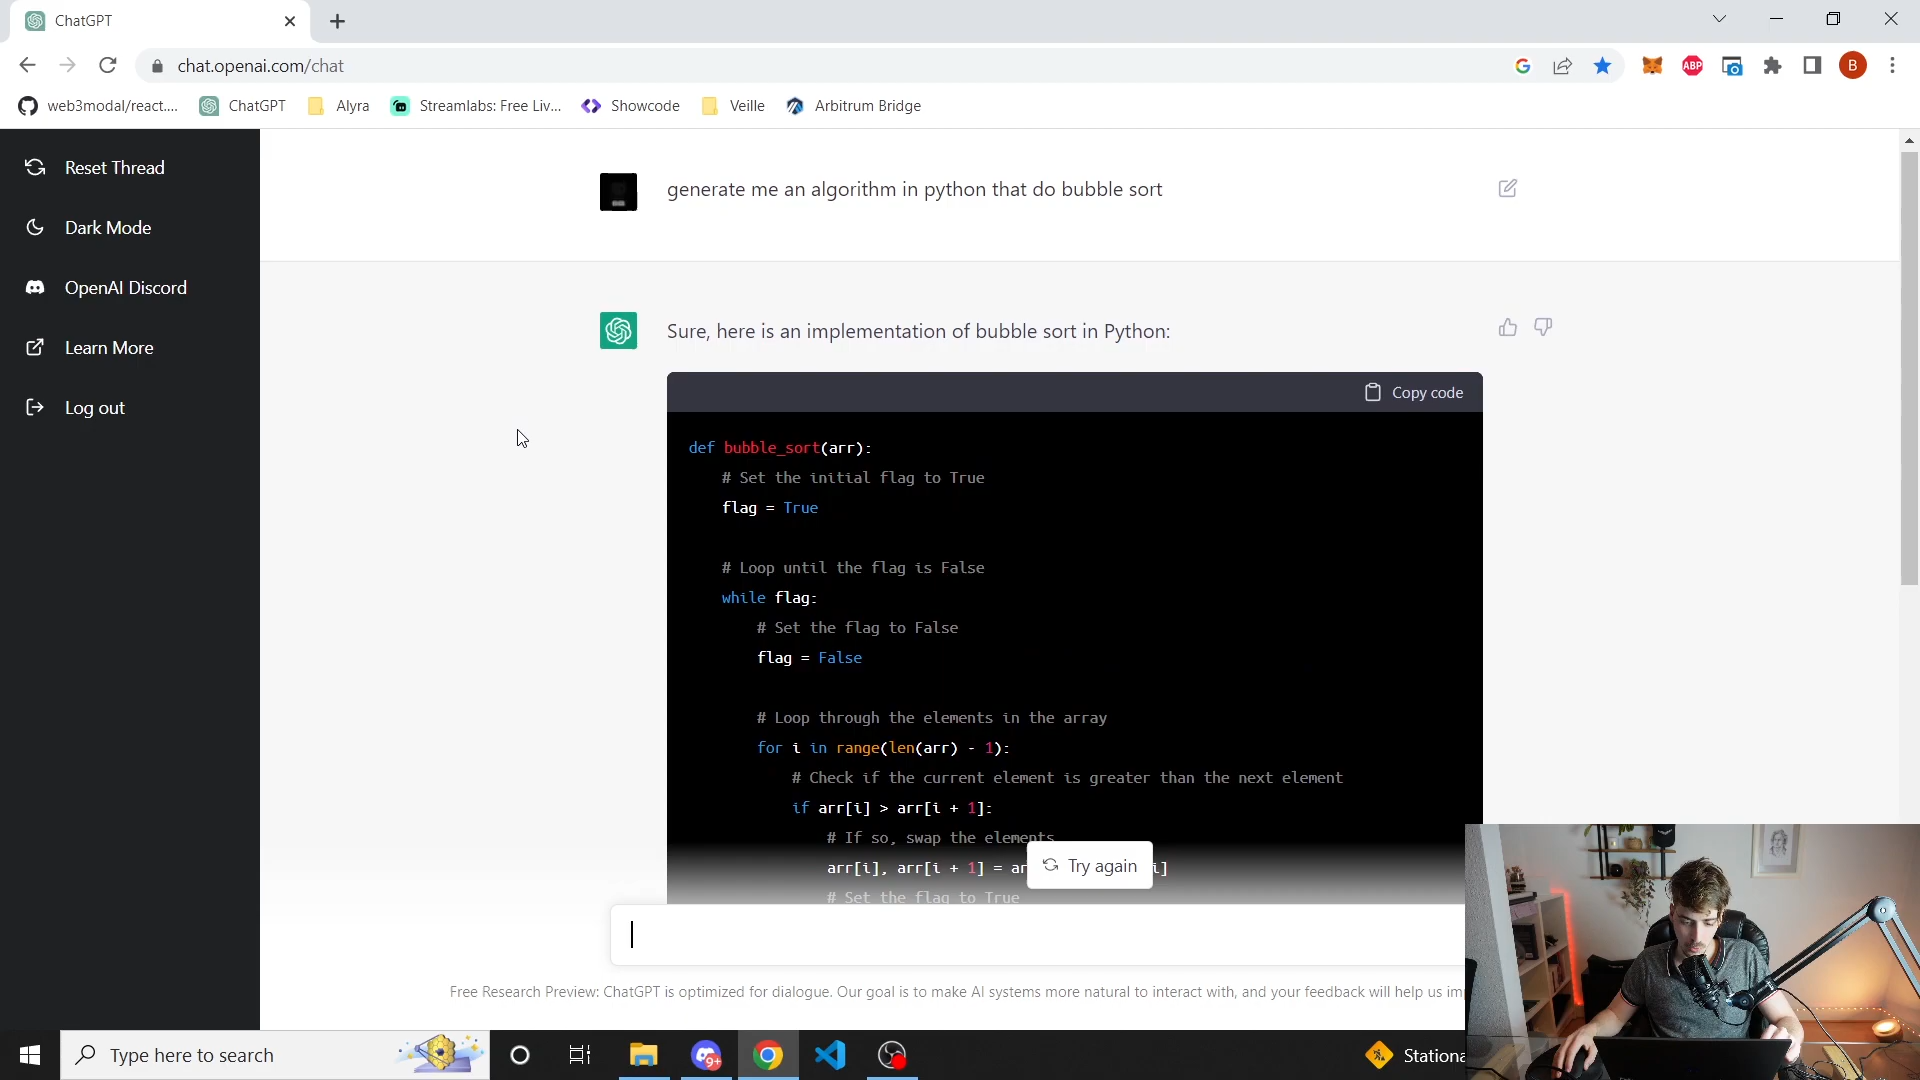 ChatGPT
chat.openai.com/chat
ABP
B
web3modal/react....
ChatGPT
Alyra
Streamlabs: Free Liv...
Showcode
Veille
Arbitrum Bridge
Reset Thread
Dark Mode
OpenAI Discord
Learn More
Log out
generate me an algorithm in python that do bubble sort
Sure, here is an implementation of bubble sort in Python:
Copy code
def bubble_sort(arr):
# Set the initial flag to True
flag = True
# Loop until the flag is False
while flag:
# Set the flag to False
flag = False
# Loop through the elements in the array
for i in range(len(arr) - 1):
# Check if the current element is greater than the next element
if arr[i] > arr[i + 1]:
# If so, swap the elements
arr[i], arr[i + 1] = ar i]
Try again
# Set the flag to True
Free Research Preview: ChatGPT is optimized for dialogue. Our goal is to make AI systems more natural to interact with, and your feedback will help us im
Type here to search
9+
Stationa